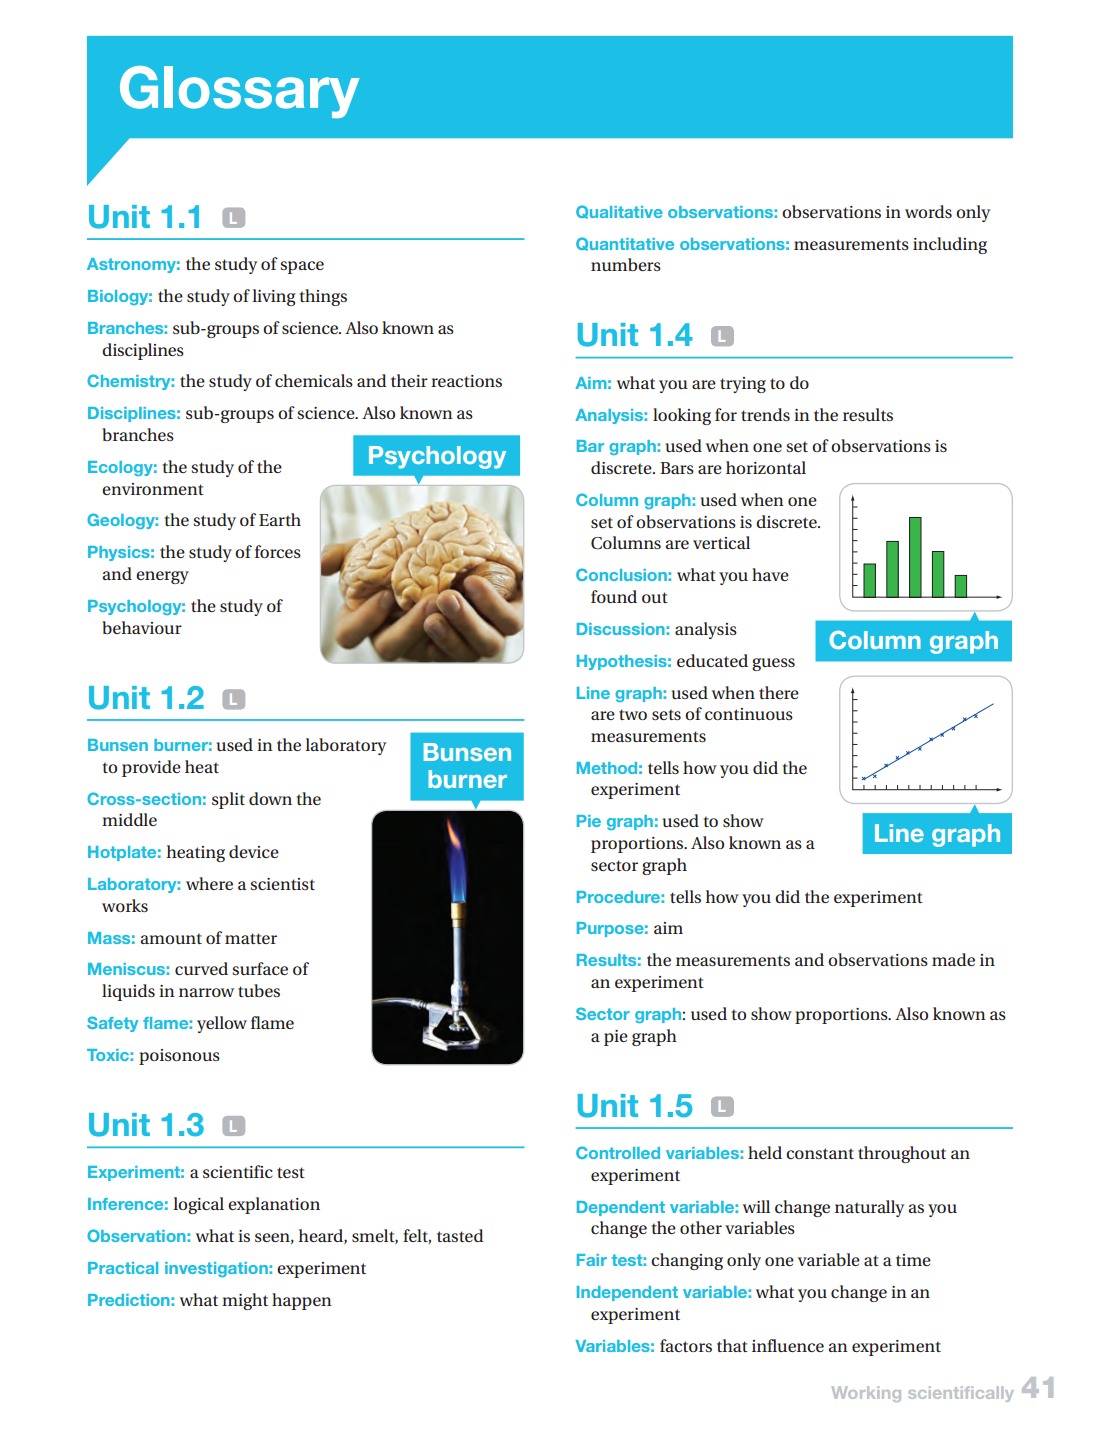 Glossary
Unit 1.1 L
Astronomy: the study of space
Biology: the study of living things
Branches: sub-groups of science. Also known as
disciplines
Chemistry: the study of chemicals and their reactions
Disciplines: sub-groups of science. Also known as
branches
Ecology: the study of the
environment
Geology: the study of Earth
Physics: the study of forces
and energy
Psychology: the study of
behaviour
Psychology
Unit 1.2 L
Bunsen burner: used in the laboratory
to provide heat
Cross-section: split down the
middle
Hotplate: heating device
Laboratory: where a scientist
works
Mass: amount of matter
Meniscus: curved surface of
liquids in narrow tubes
Safety flame: yellow flame
Toxic: poisonous
Bunsen
burner
Unit 1.3 L
Experiment: a scientific test
Inference: logical explanation
Observation: what is seen, heard, smelt, felt, tasted
Practical investigation: experiment
Prediction: what might happen
Qualitative observations: observations in words only
Quantitative observations: measurements including
numbers
Unit 1.4 L
Aim: what you are trying to do
Analysis: looking for trends in the results
Bar graph: used when one set of observations is
discrete. Bars are horizontal
Column graph: used when one
set of observations is discrete.
Columns are vertical
Conclusion: what you have
found out
Discussion: analysis
Hypothesis: educated guess
Line graph: used when there
are two sets of continuous
measurements
Method: tells how you did the
experiment
Pie graph: used to show
proportions. Also known as a
sector graph
Procedure: tells how you did the experiment
Purpose: aim
Results: the measurements and observations made in
an experiment
Sector graph: used to show proportions. Also known as
a pie graph
Column graph
Line graph
Unit 1.5 L
Controlled variables: held constant throughout an
experiment
Dependent variable: will change naturally as you
change the other variables
Fair test: changing only one variable at a time
Independent variable: what you change in an
experiment
Variables: factors that influence an experiment
Working scientifically 41